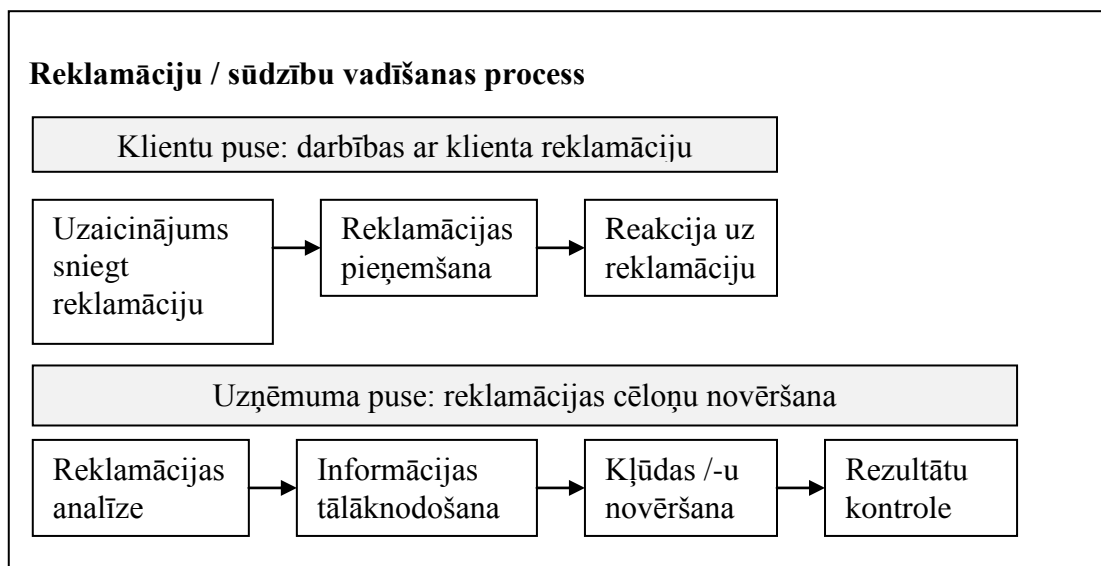 Reklamāciju / sūdzību vadīšanas process
Klientu puse: darbības ar klienta reklamāciju
Uzaicinājums
sniegt
reklamāciju
Reklamācijas
pieņemšana
Reakcija uz
reklamāciju
Uzņēmuma puse: reklamācijas cēloņu novēršana
Reklamācijas
analīze
Informācijas
tālāknodošana
Kļūdas /-u
novēršana
Rezultātu
kontrole